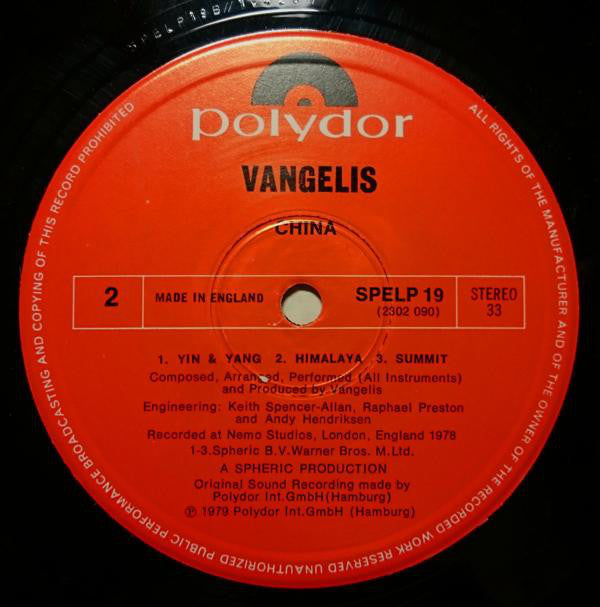 polydor
VANGELIS
CHINA
2
MADE IN ENGLAND
SPELP 19
(2302 090)
STEREO
33
1. YIN & YANG 2. HIMALAYA 3. SUMMIT
Composed, Arranged, Performed (All Instruments)
and Produced by Vangelis
Engineering: Keith Spencer-Allan, Raphael Preston
and Andy Hendriksen
Recorded at Nemo Studios, London, England 1978
1-3.Spheric B.V.Warner Bros. M.Ltd.
A SPHERIC PRODUCTION
Original Sound Recording made by
Polydor Int.GmbH(Hamburg)
℗ 1979 Polydor Int.GmbH (Hamburg)
ALL RIGHTS OF THE MANUFACTURER AND OF THE OWNER OF THE RECORDED WORK RESERVED UNAUTHORIZED PUBLIC PERFORMANCE BROADCASTING AND COPYING OF THIS RECORD PROHIBITED